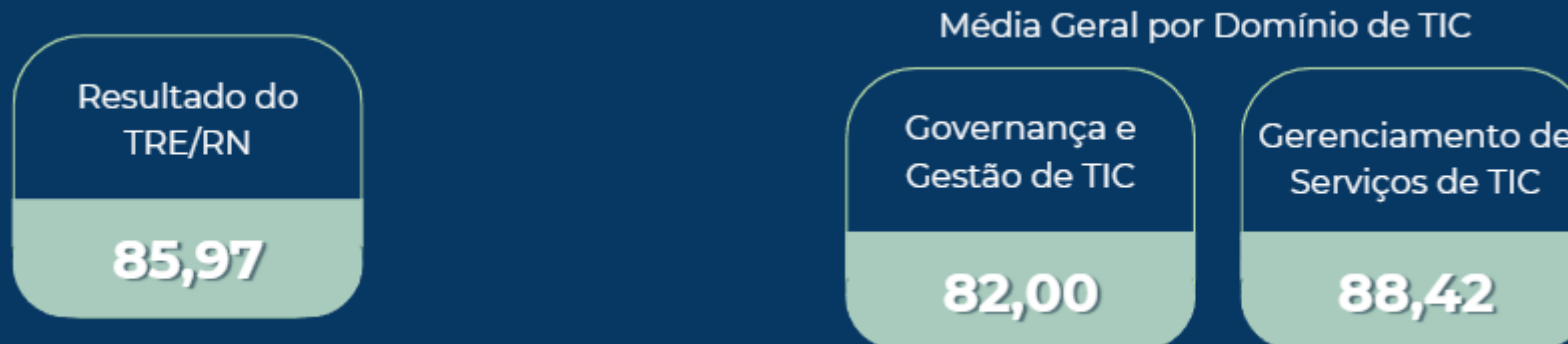 Resultado do
TRE/RN
85,97
Média Geral por Domínio de TIC
Governança e
Gestão de TIC
82,00
Gerenciamento de
Serviços de TIC
88,42